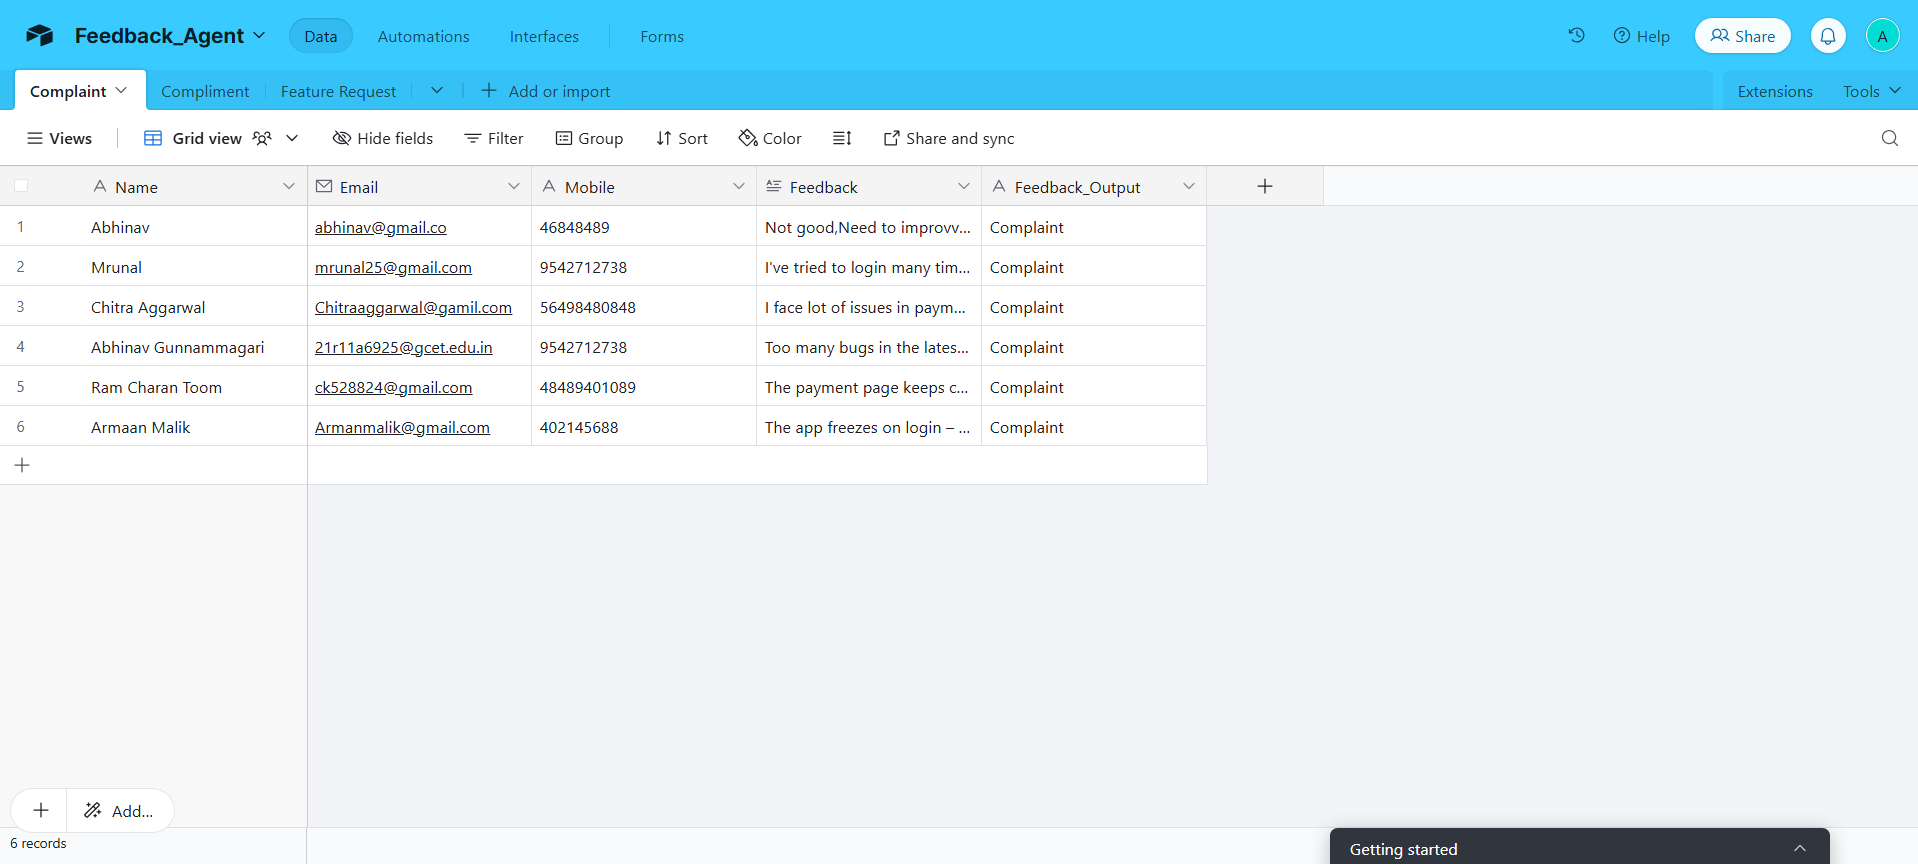 Feedback_Agent Data Automations Interfaces Forms Help Share A
Complaint Compliment Feature Request Add or import Extensions Tools
Views Grid view Hide fields Filter Group Sort Color Share and sync
Name Email Mobile Feedback Feedback_Output
1 Abhinav abhinav@gmail.co 46848489 Not good,Need to improvv... Complaint
2 Mrunal mrunal25@gmail.com 9542712738 I've tried to login many tim... Complaint
3 Chitra Aggarwal Chitraaggarwal@gamil.com 56498480848 I face lot of issues in paym... Complaint
4 Abhinav Gunnammagari 21r11a6925@gcet.edu.in 9542712738 Too many bugs in the lates... Complaint
5 Ram Charan Toom ck528824@gmail.com 48489401089 The payment page keeps c... Complaint
6 Armaan Malik Armanmalik@gmail.com 402145688 The app freezes on login – ... Complaint
Add...
6 records
Getting started